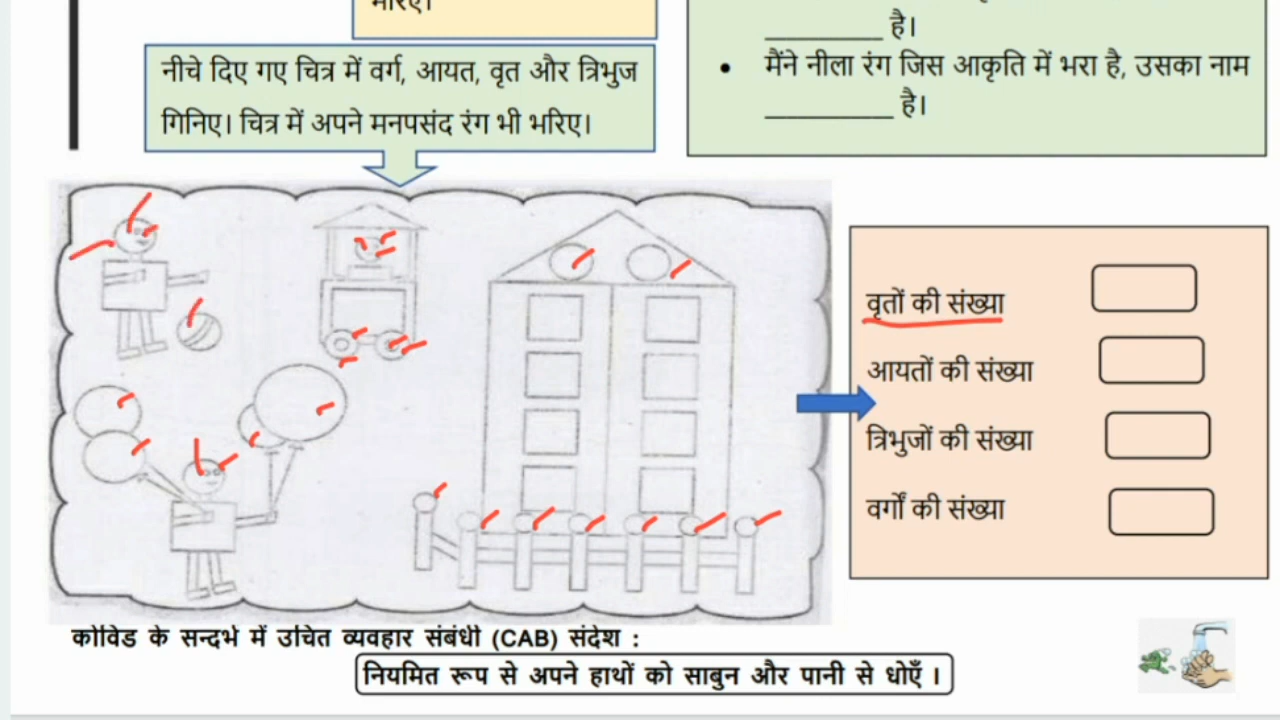 भरिए।
है।
मैंने नीला रंग जिस आकृति में भरा है, उसका नाम
__________ है।
नीचे दिए गए चित्र में वर्ग, आयत, वृत और त्रिभुज
गिनिए। चित्र में अपने मनपसंद रंग भी भरिए।
वृतों की संख्या
आयतों की संख्या
त्रिभुजों की संख्या
वर्गों की संख्या
कोविड के सन्दर्भ में उचित व्यवहार संबंधी (CAB) संदेश :
नियमित रूप से अपने हाथों को साबुन और पानी से धोएँ ।